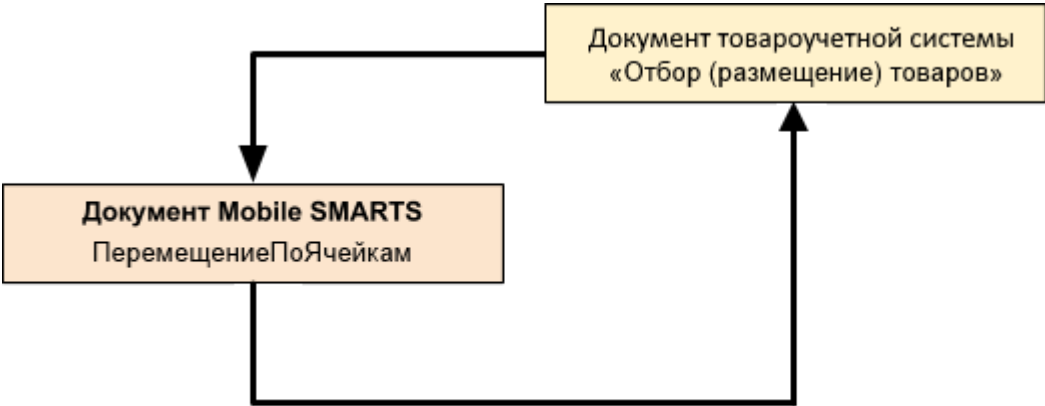 Документ товароучетной системы
«Отбор (размещение) товаров»
Документ Mobile SMARTS
ПеремещениеПоЯчейкам